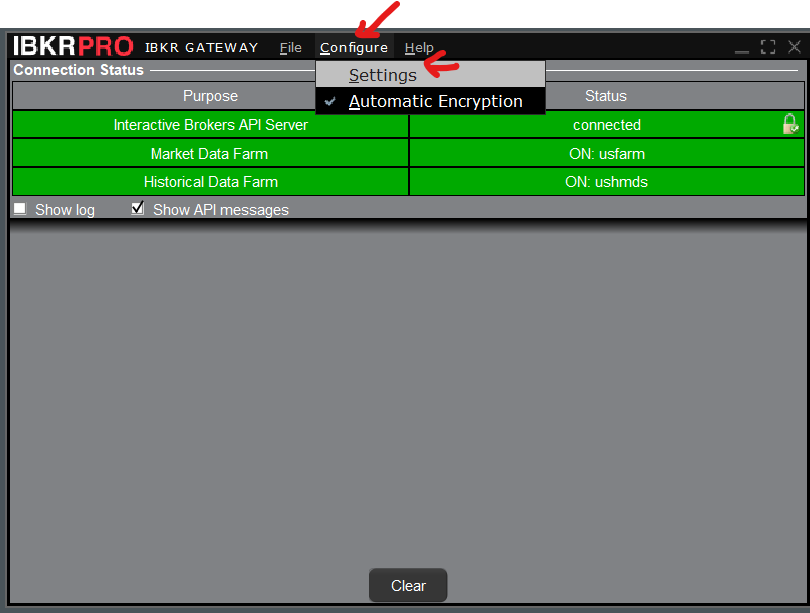 IBKRPRO IBKR GATEWAY File Configure Help
Connection Status
Settings
Purpose Status
Automatic Encryption
Interactive Brokers API Server connected
Market Data Farm ON: usfarm
Historical Data Farm ON: ushmds
Show log Show API messages
Clear